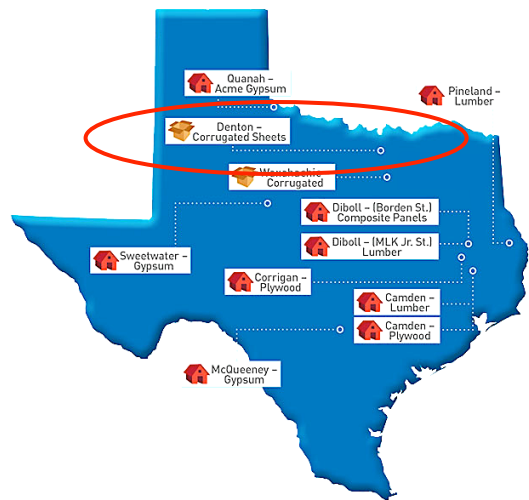 Quanah –
Acme Gypsum
Pineland –
Lumber
Denton –
Corrugated Sheets
Waxahachie
Corrugated
Diboll – (Borden St.)
Composite Panels
Diboll – (MLK Jr. St.)
Lumber
Sweetwater –
Gypsum
Corrigan –
Plywood
Camden –
Lumber
Camden –
Plywood
McQueeney –
Gypsum